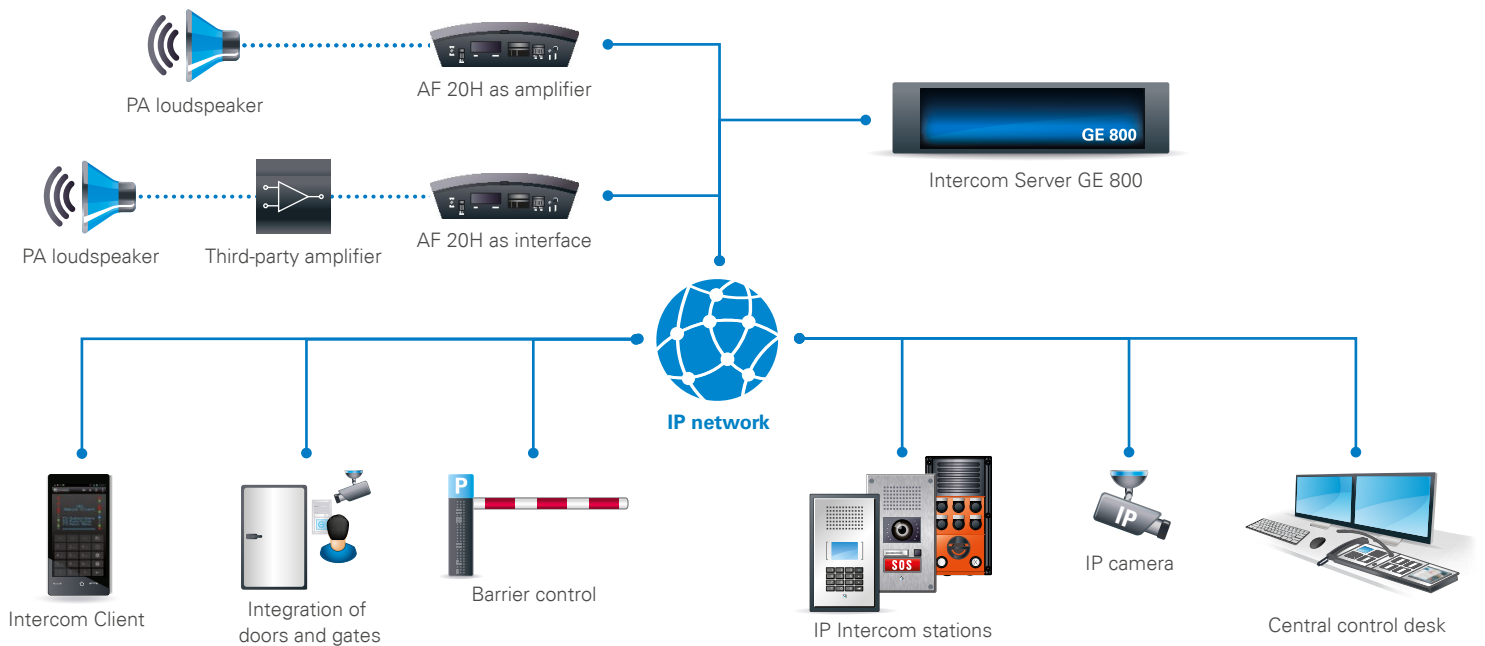 PA loudspeaker
AF 20H as amplifier
GE 800
Intercom Server GE 800
PA loudspeaker
Third-party amplifier
AF 20H as interface
IP network
Intercom Client
Integration of
doors and gates
P
Barrier control
SOS
IP Intercom stations
IP
IP camera
Central control desk